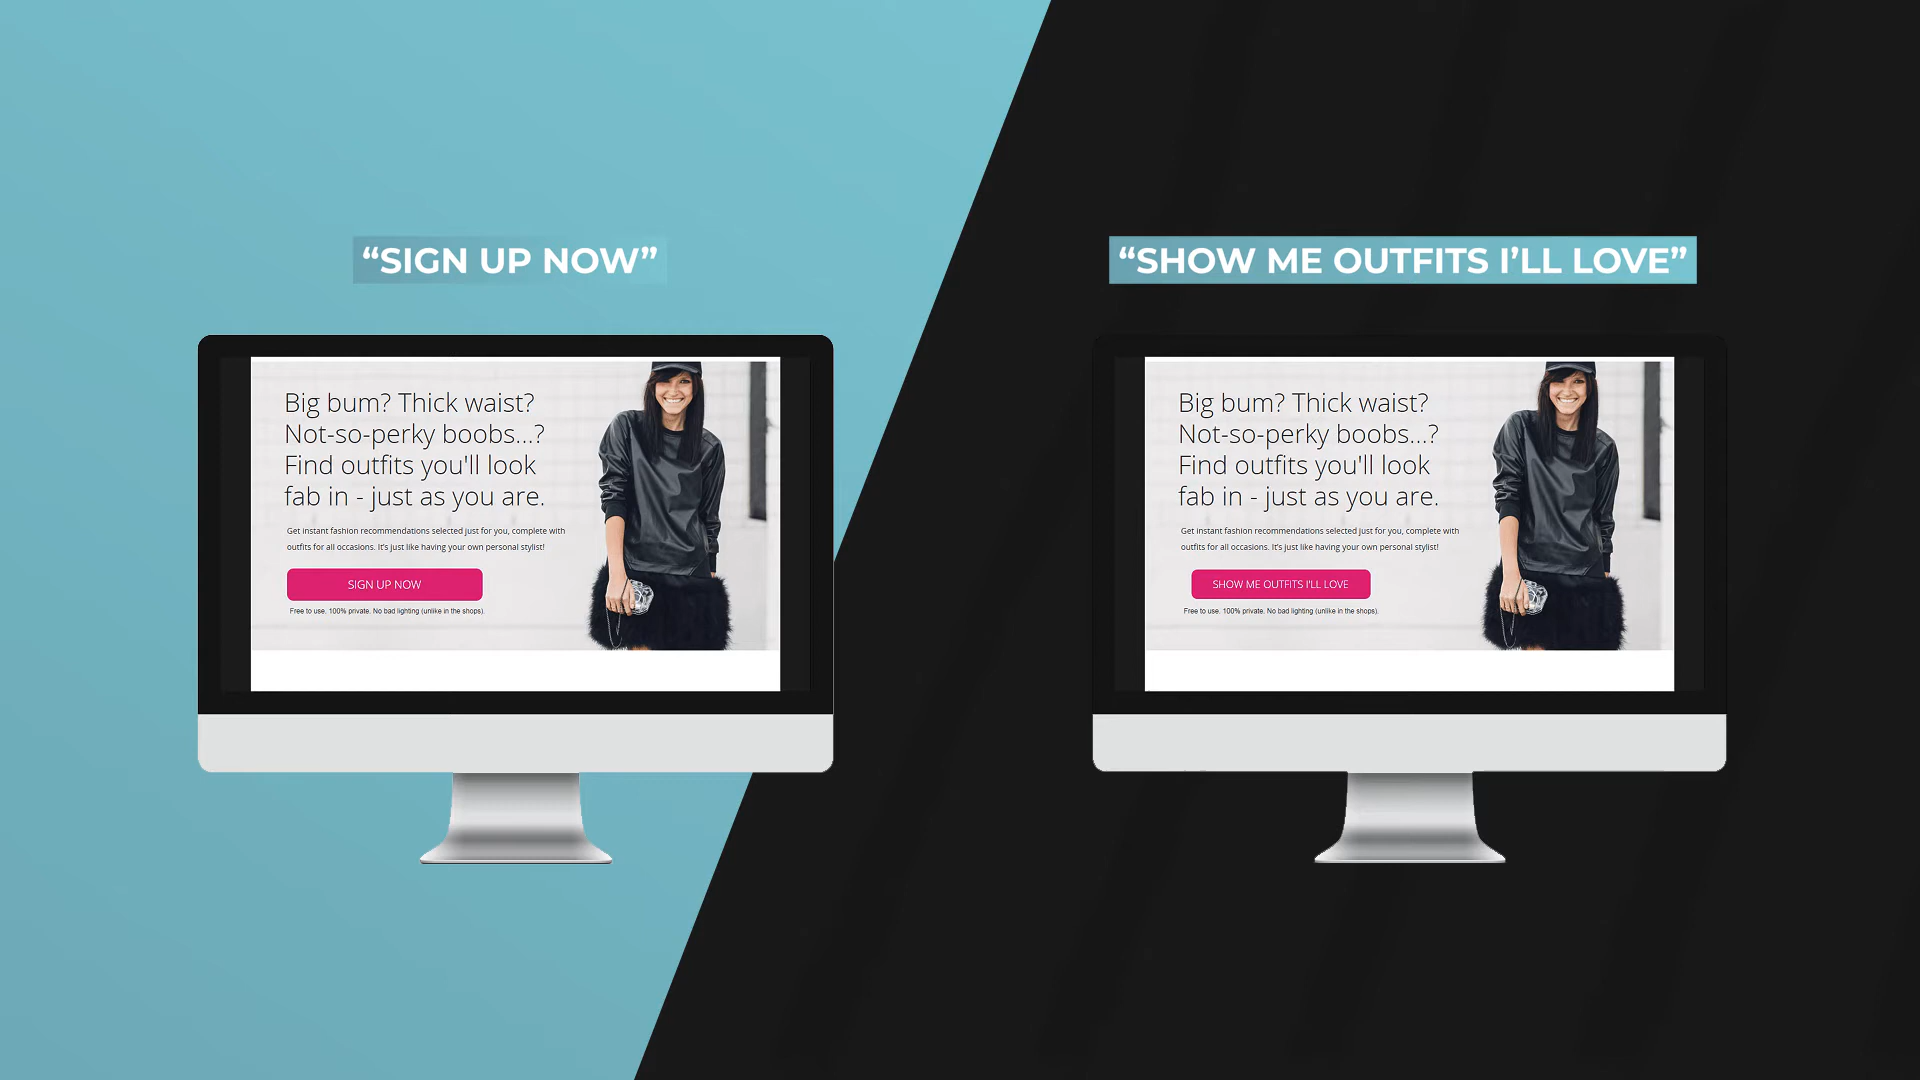 “SIGN UP NOW”
Big bum? Thick waist?
Not-so-perky boobs...?
Find outfits you'll look
fab in - just as you are.
Get instant fashion recommendations selected just for you, complete with
outfits for all occasions. It's just like having your own personal stylist!
SIGN UP NOW
Free to use. 100% private. No bad lighting (unlike in the shops).
“SHOW ME OUTFITS I’LL LOVE”
Big bum? Thick waist?
Not-so-perky boobs...?
Find outfits you'll look
fab in - just as you are.
Get instant fashion recommendations selected just for you, complete with
outfits for all occasions. It's just like having your own personal stylist!
SHOW ME OUTFITS I'LL LOVE
Free to use. 100% private. No bad lighting (unlike in the shops).